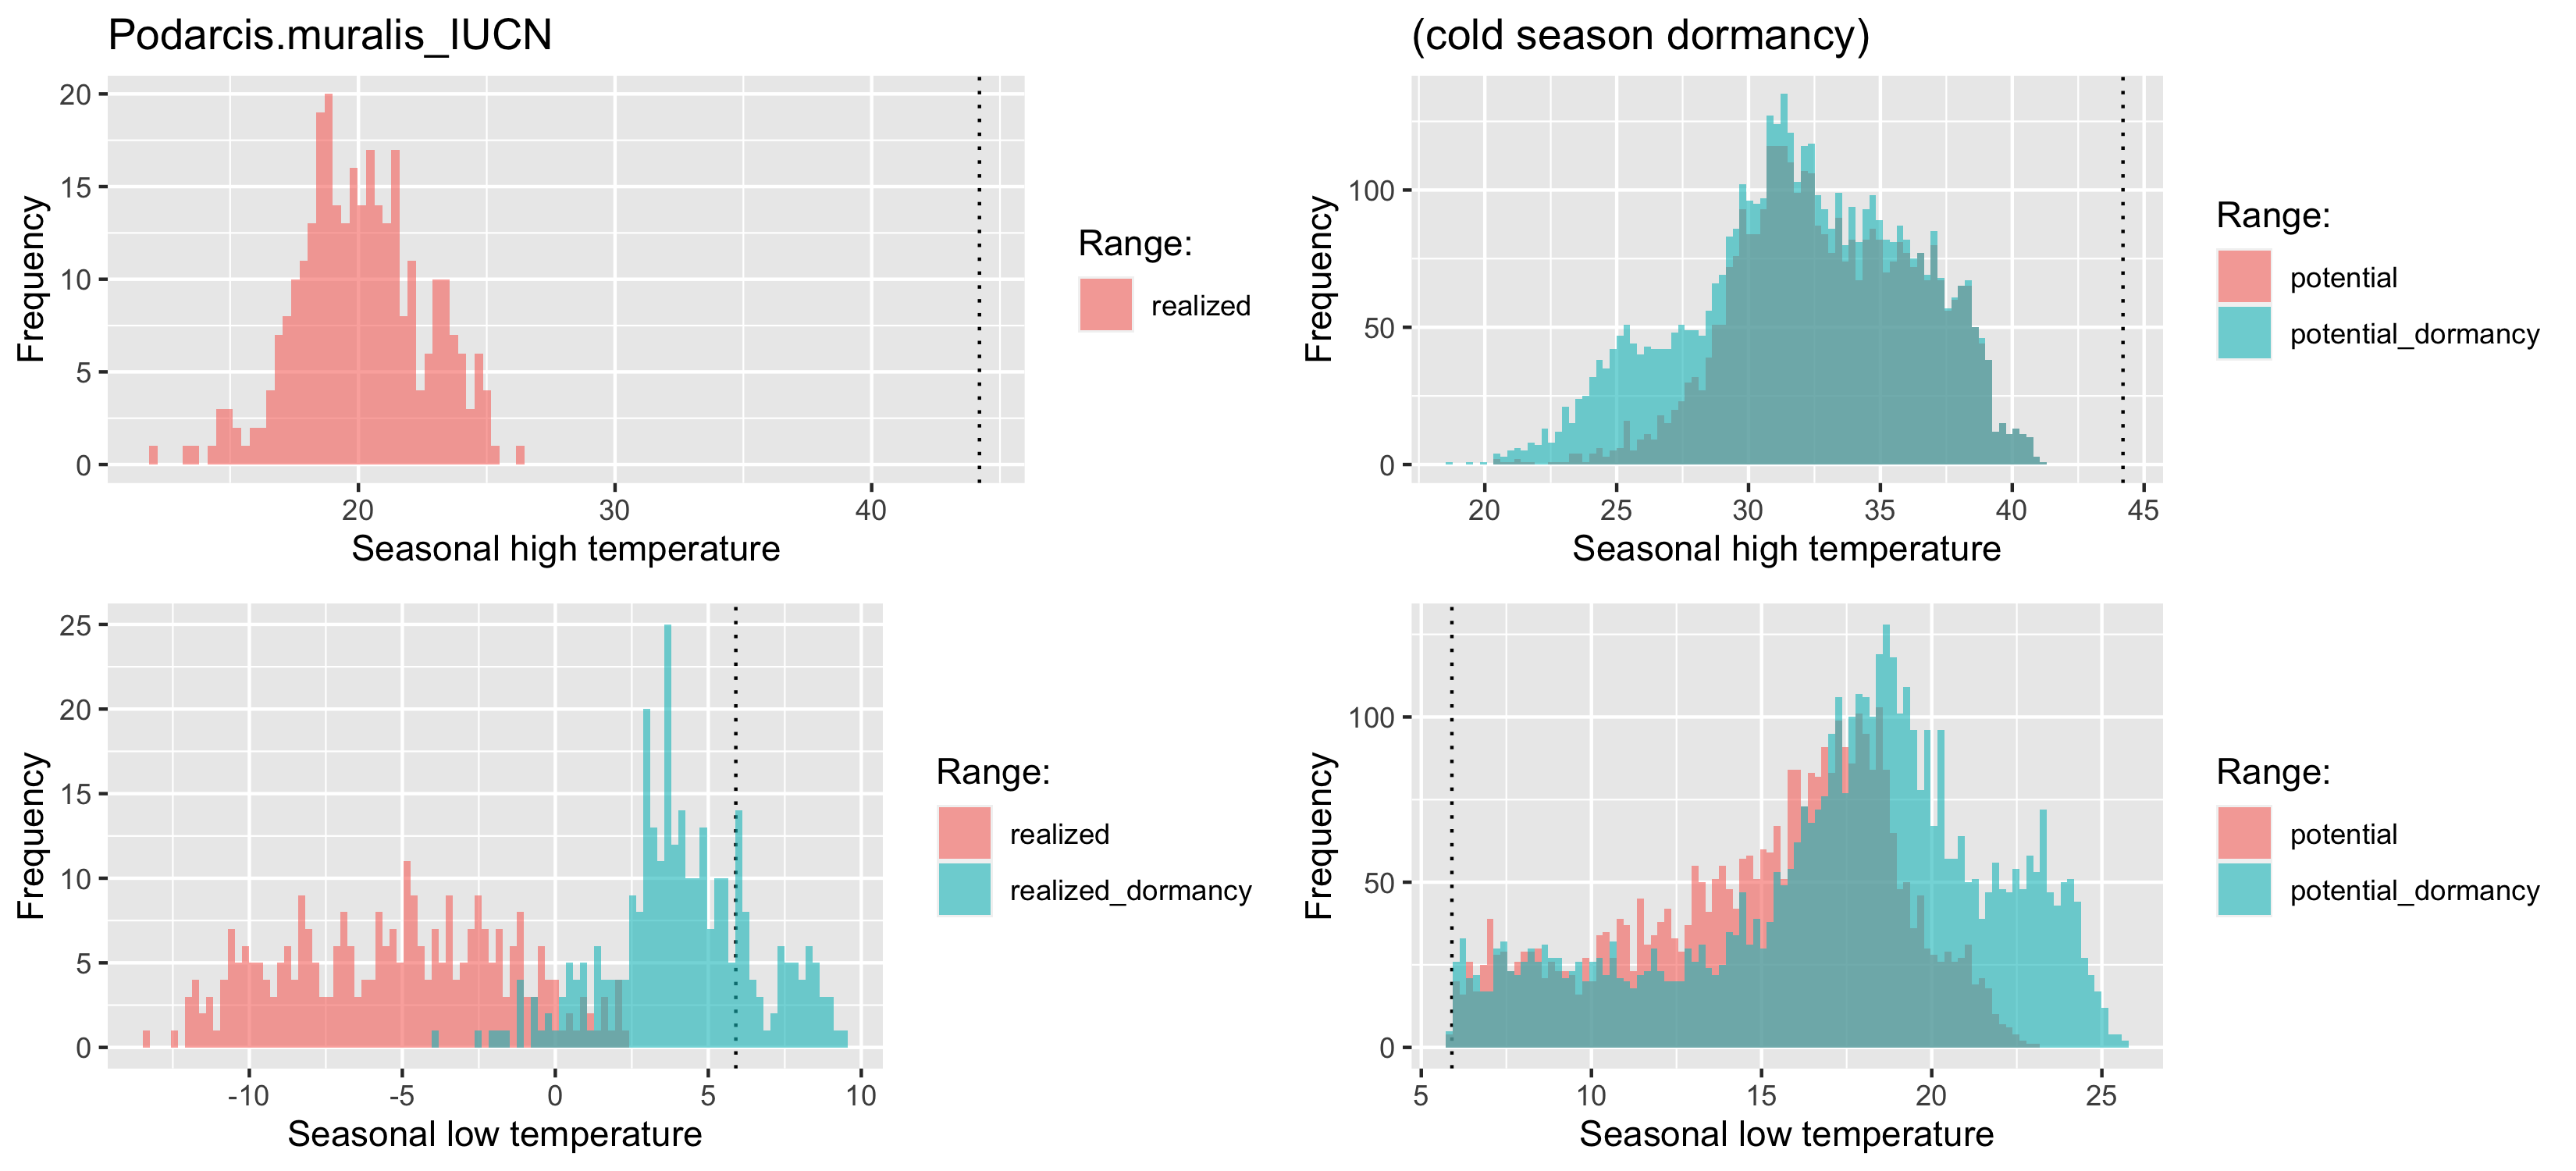 Podarcis.muralis_IUCN
Frequency
20
15
10
5
0
20 30 40
Seasonal high temperature
Range:
realized
(cold season dormancy)
Frequency
100
50
0
20 25 30 35 40 45
Seasonal high temperature
Range:
potential
potential_dormancy
Frequency
25
20
15
10
5
0
-10 -5 0 5 10
Seasonal low temperature
Range:
realized
realized_dormancy
Frequency
100
50
0
5 10 15 20 25
Seasonal low temperature
Range:
potential
potential_dormancy